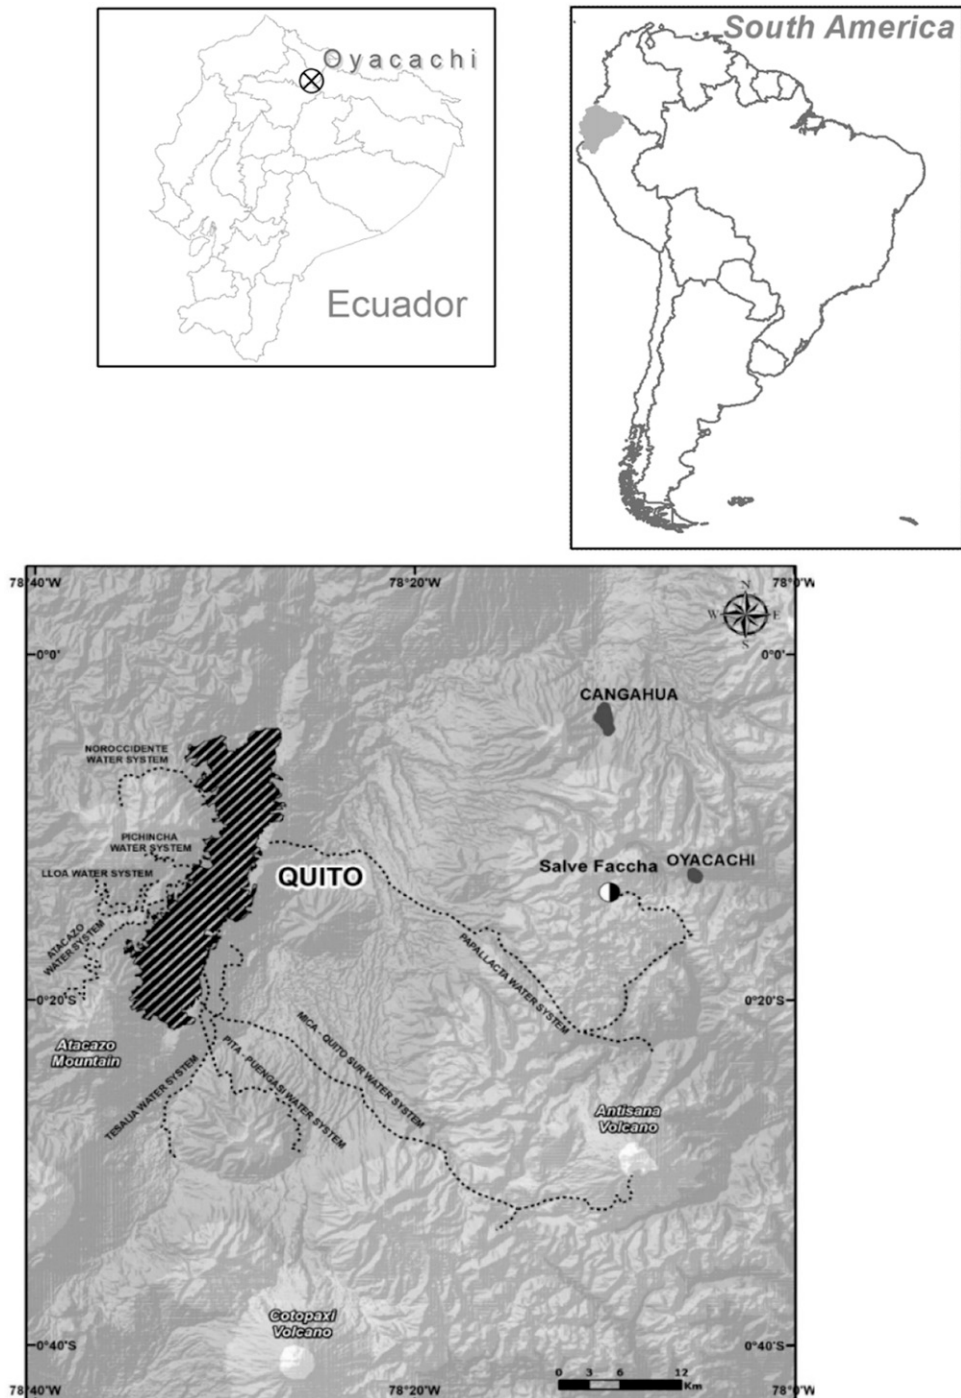 Oyacachi
Ecuador
South America
78°40'W
78°20'W
78°0'W
N
W
E
S
0°0'
0°0'
CANGAHUA
NOROCCIDENTE
WATER SYSTEM
PICHINCHA
WATER SYSTEM
LLOA WATER SYSTEM
QUITO
Salve Faccha
OYACACHI
ATACAZO
WATER SYSTEM
PAPALLACTA WATER SYSTEM
0°20'S
0°20'S
Atacazo
Mountain
MICA - QUITO SUR WATER SYSTEM
PITA - PUENGASI WATER SYSTEM
TESALIA WATER SYSTEM
Antisana
Volcano
Cotopaxi
Volcano
0°40'S
0°40'S
0 3 6 12
Km
78°40'W
78°20'W
78°0'W